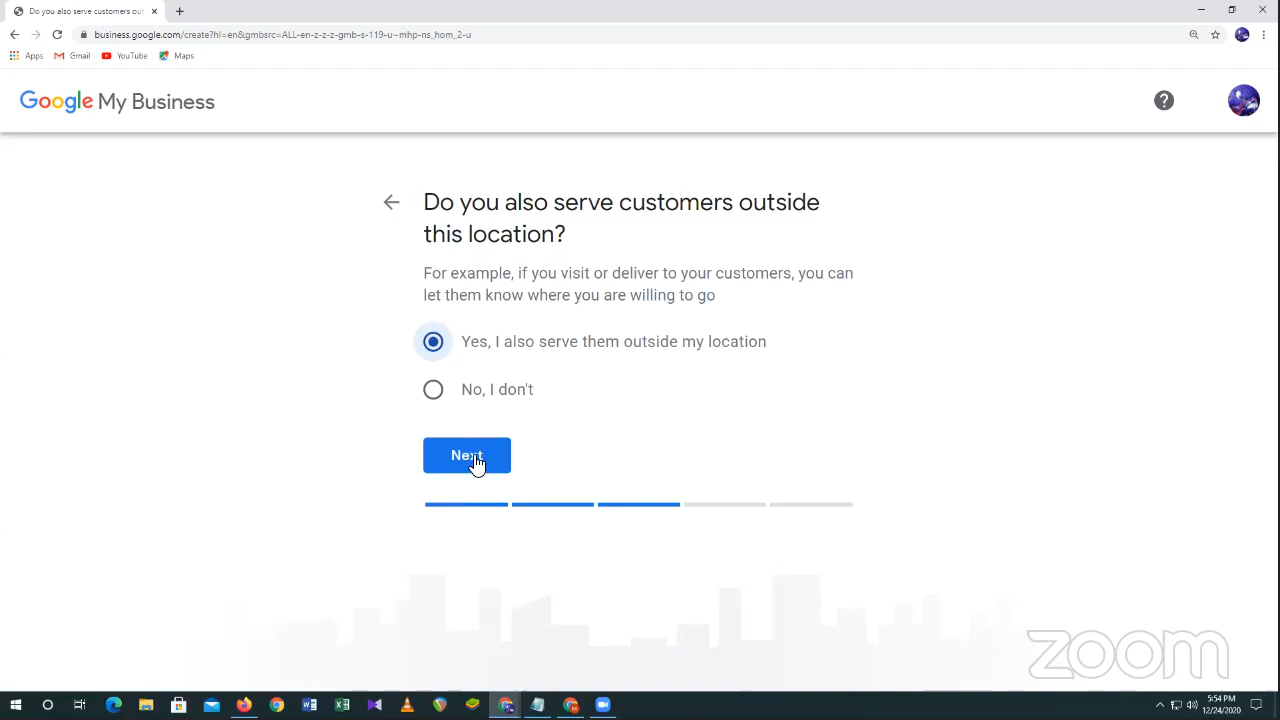 Do you also serve customers out
business.google.com/create?hl=en&gmbsrc=ALL-en-z-z-z-gmb-s-119-u~mhp-ns_hom_2-u
Apps Gmail YouTube Maps
Google My Business
Do you also serve customers outside
this location?
For example, if you visit or deliver to your customers, you can
let them know where you are willing to go
Yes, I also serve them outside my location
No, I don't
Next
zoom
5:54 PM
12/24/2020